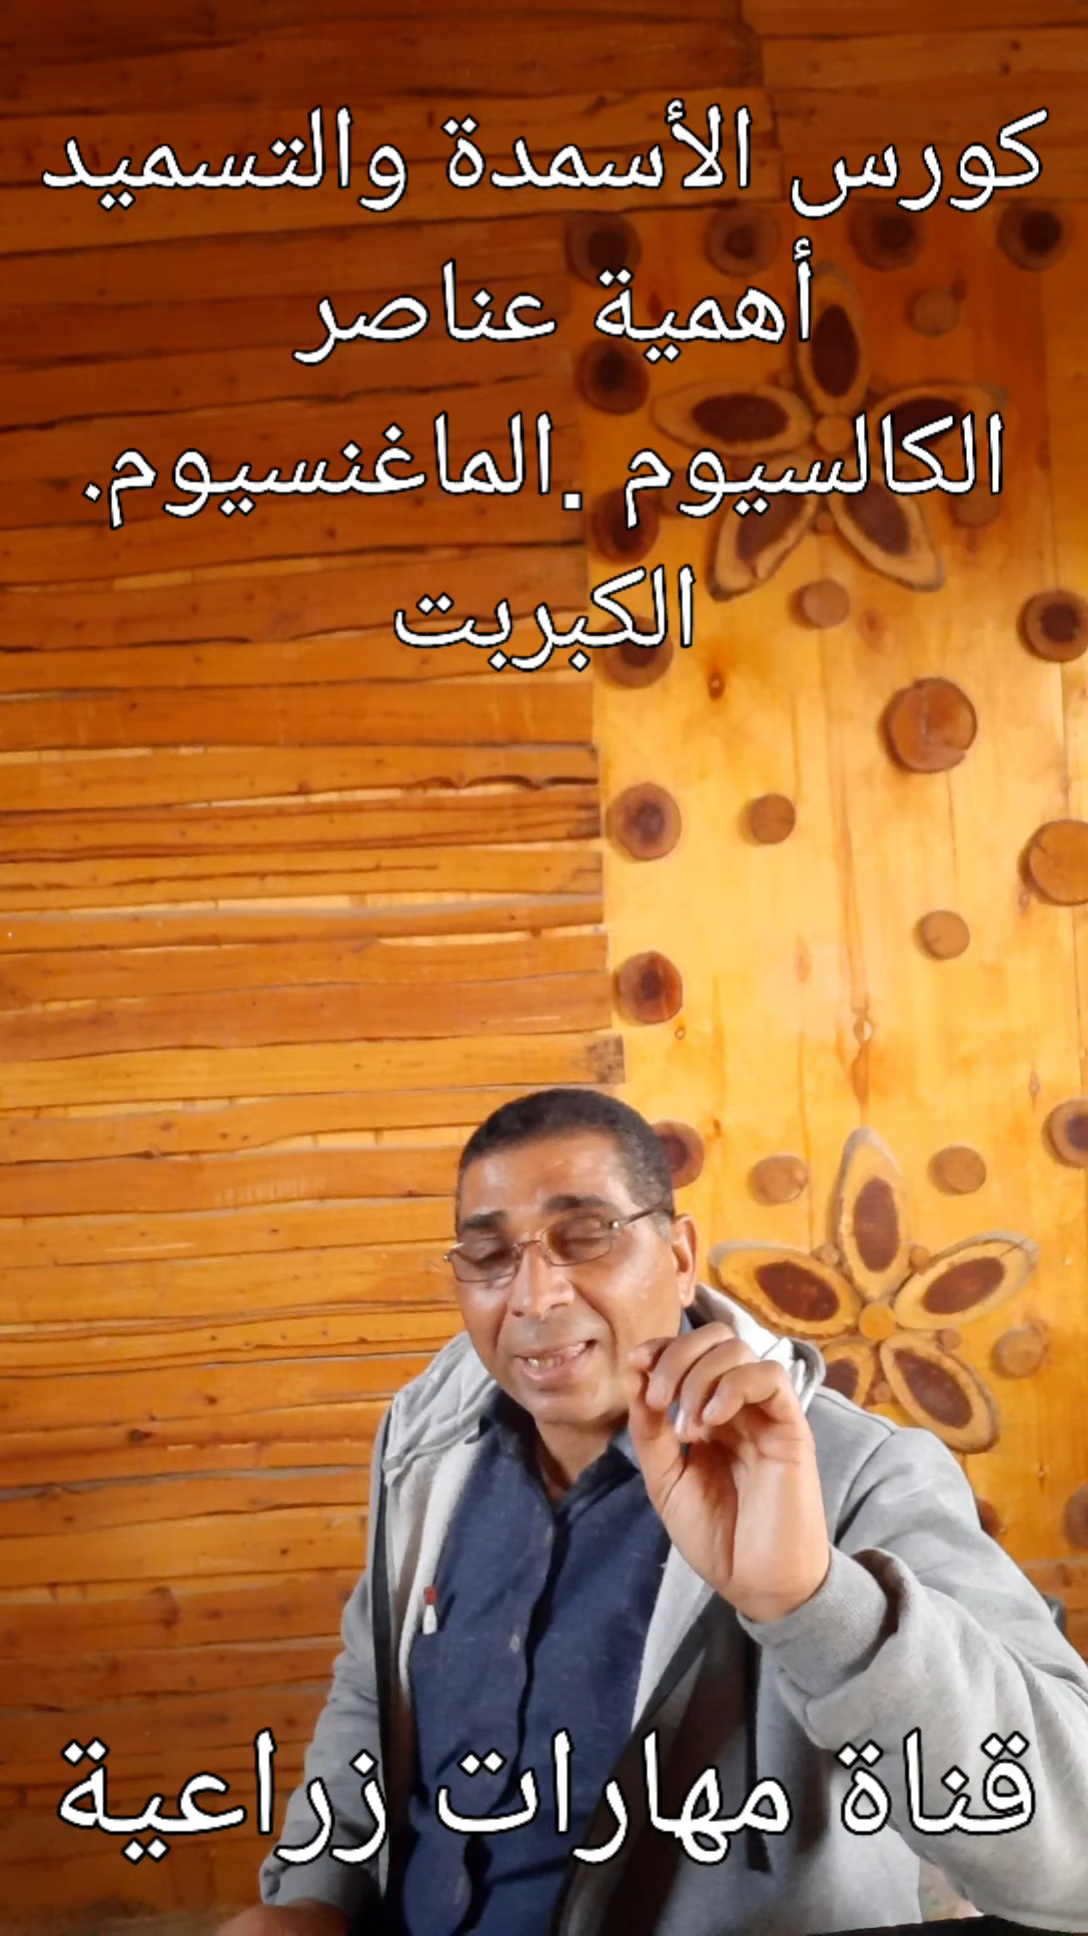 كورس الأسمدة والتسميد
أهمية عناصر
الكالسيوم .الماغنسيوم.
الكبربت
قناة مهارات زراعية